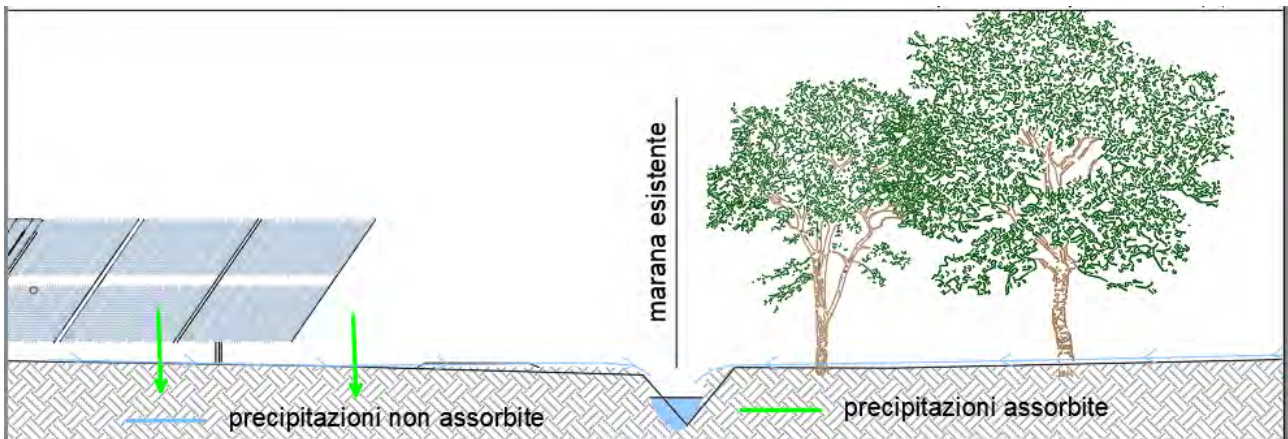 marana esistente
precipitazioni non assorbite
precipitazioni assorbite